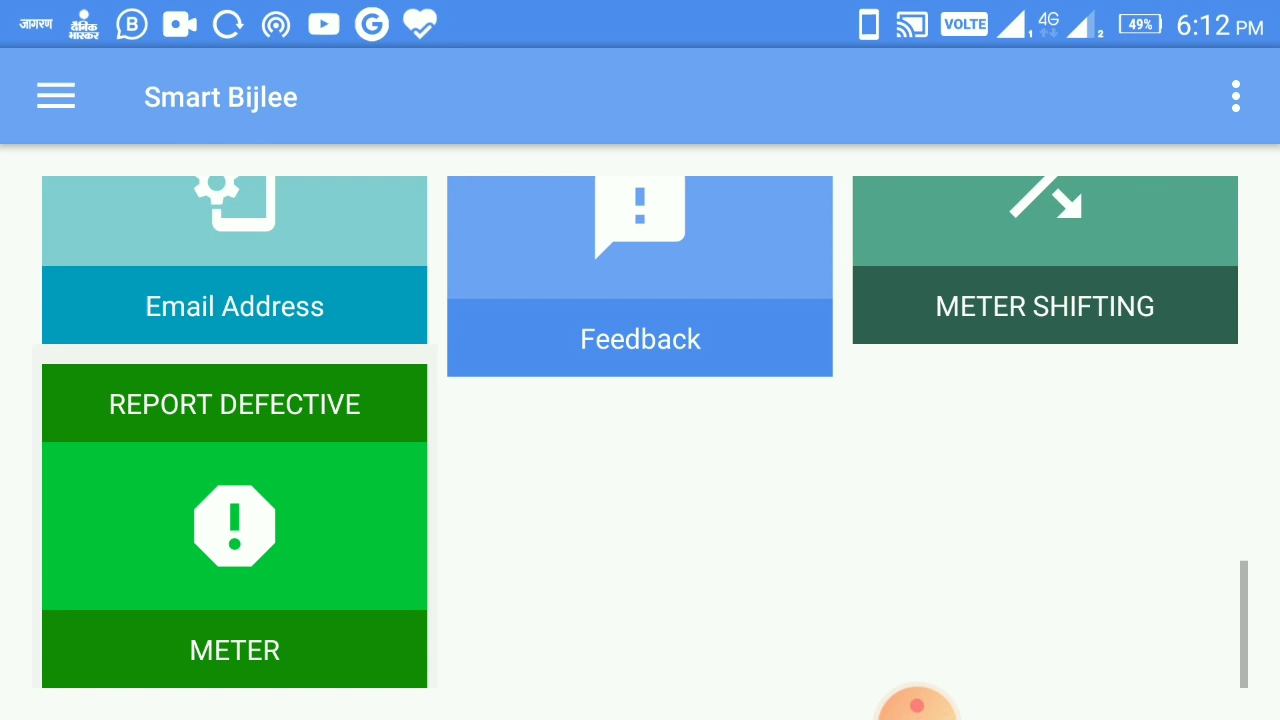 जागरण
दैनिक
भास्कर
B
G
VOLTE
1
4G
2
49%
6:12 PM
Smart Bijlee
Email Address
Feedback
METER SHIFTING
REPORT DEFECTIVE
METER